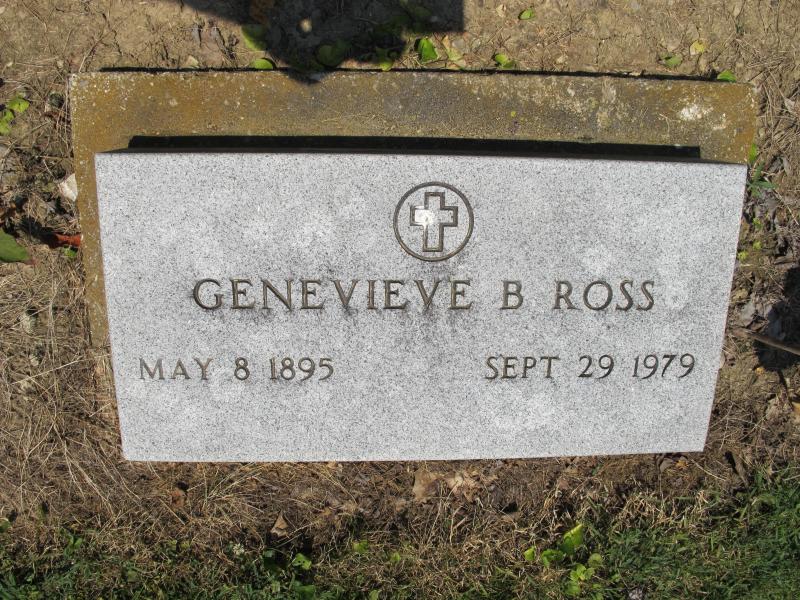 GENEVIEVE B ROSS
MAY 8 1895 SEPT 29 1979